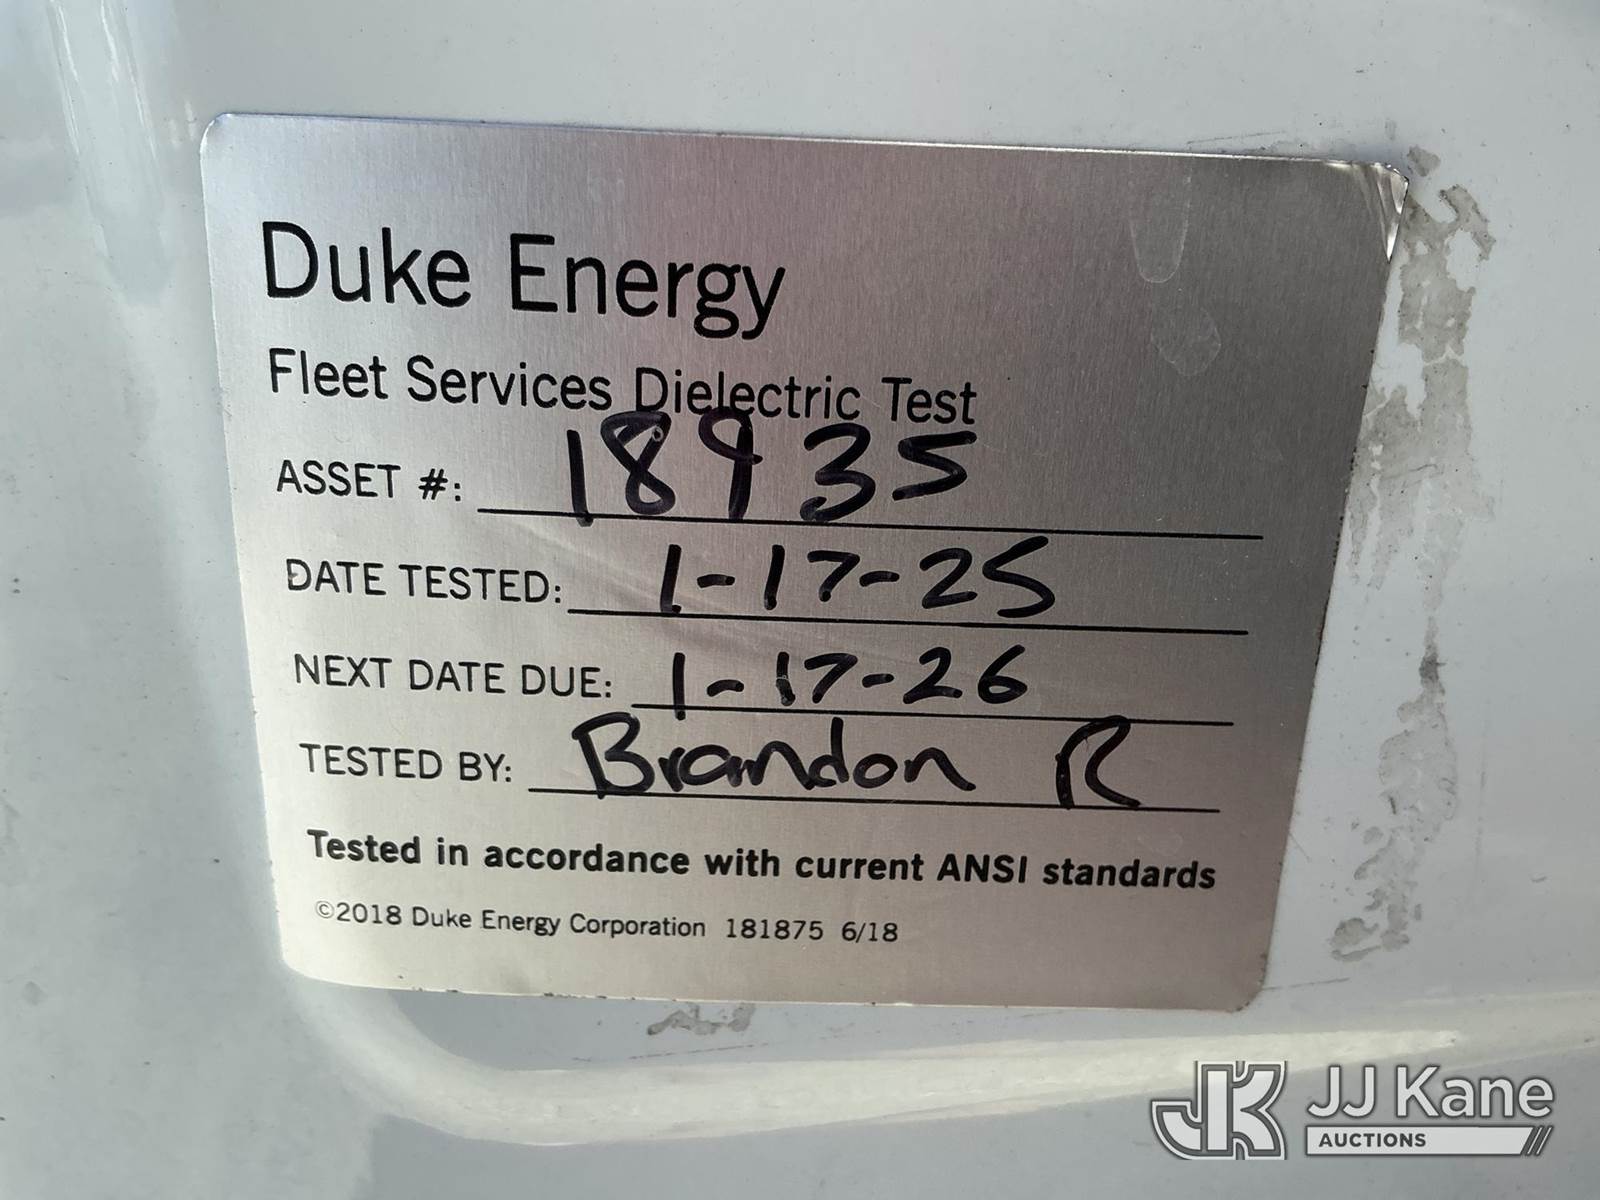 Duke Energy
Fleet Services Dielectric Test
ASSET #: 18935
DATE TESTED: 1-17-25
NEXT DATE DUE: 1-17-26
TESTED BY: Brandon R
Tested in accordance with current ANSI standards
©2018 Duke Energy Corporation 181875 6/18
JK JJ Kane
AUCTIONS